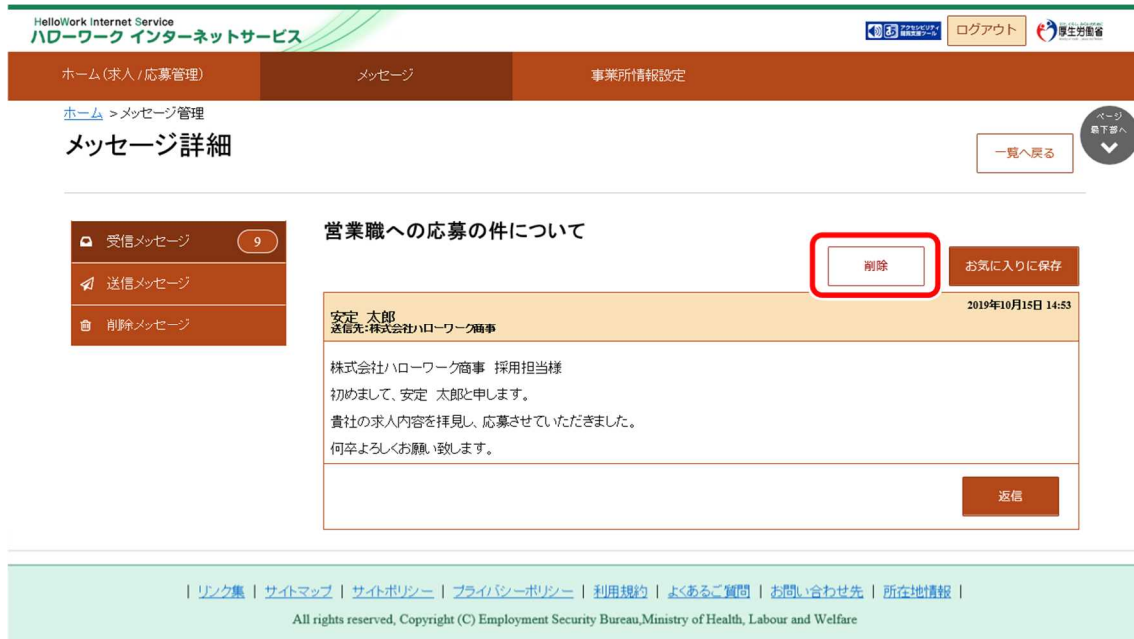 HelloWork Internet Service
ハローワーク インターネットサービス
ログアウト
厚生労働省
ホーム(求人/応募管理)
メッセージ
事業所情報設定
ホーム >メッセージ管理
ページ
最下部へ
メッセージ詳細
一覧へ戻る
受信メッセージ 9
送信メッセージ
削除メッセージ
営業職への応募の件について
削除
お気に入りに保存
2019年10月15日 14:53
安定 太郎
送信先:株式会社ハローワーク商事
株式会社ハローワーク商事 採用担当様
初めまして、安定 太郎と申します。
貴社の求人内容を拝見し、応募させていただきました。
何卒よろしくお願い致します。
返信
| リンク集 | サイトマップ | サイトポリシー | プライバシーポリシー | 利用規約 | よくあるご質問 | お問い合わせ先 | 所在地情報 |
All rights reserved, Copyright (C) Employment Security Bureau,Ministry of Health, Labour and Welfare